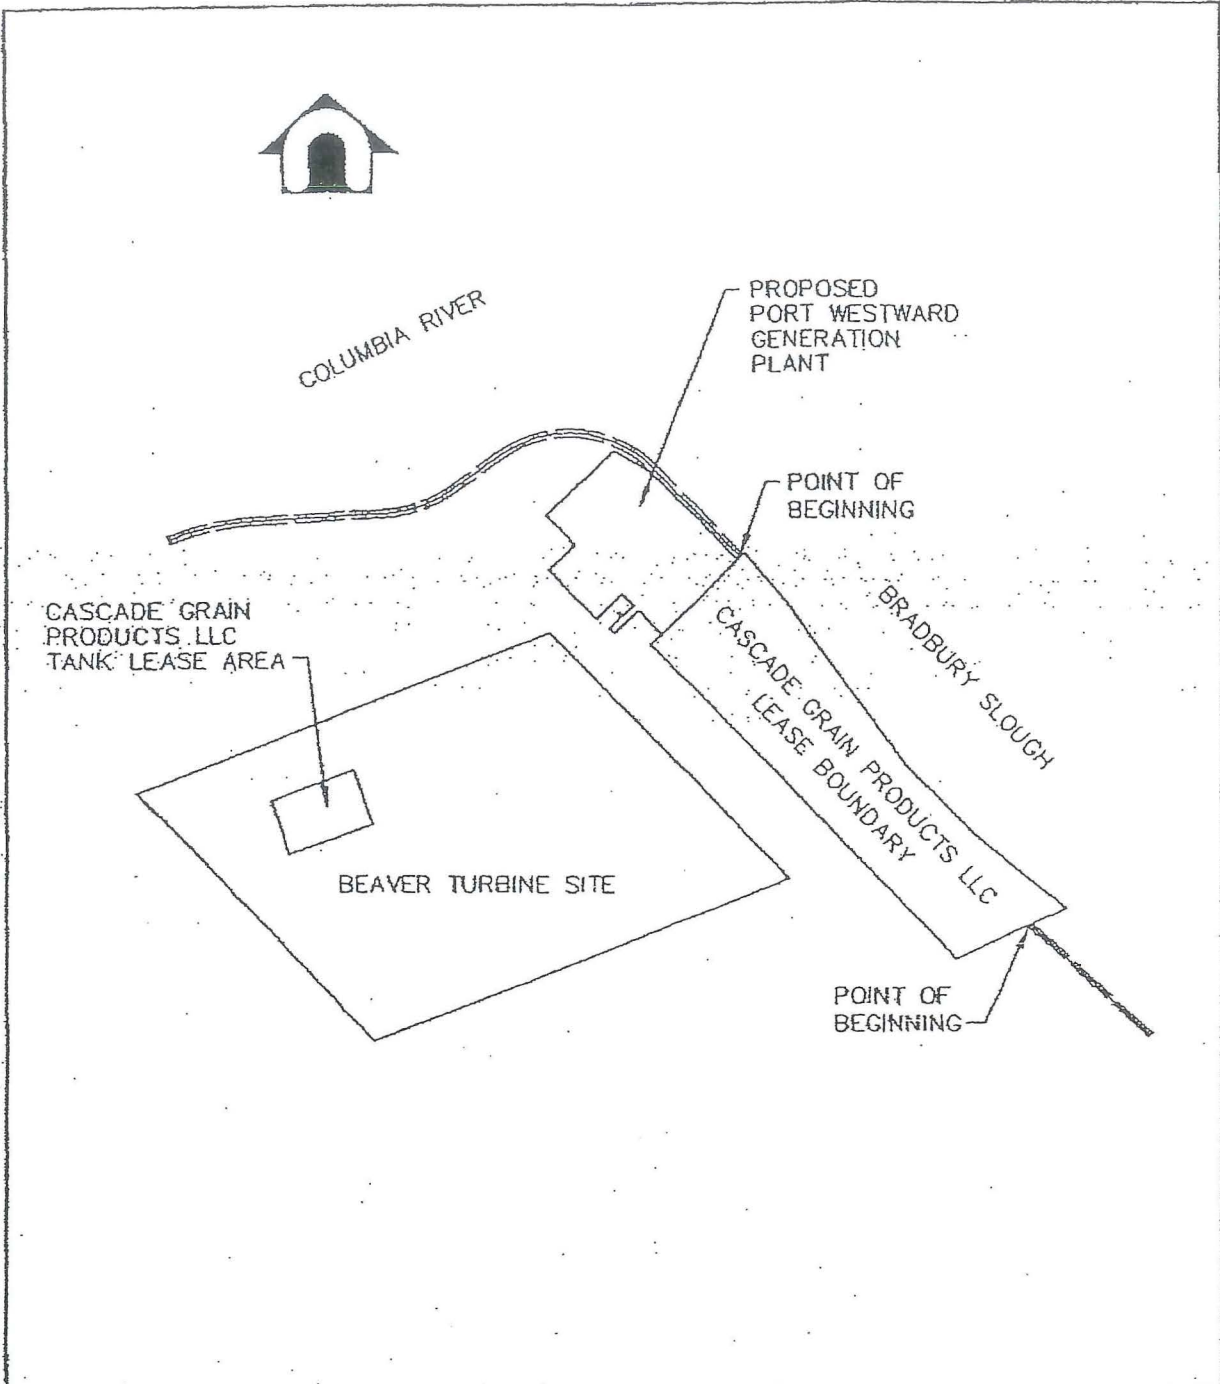 COLUMBIA RIVER
PROPOSED
PORT WESTWARD
GENERATION
PLANT
POINT OF
BEGINNING
BRADBURY SLOUGH
CASCADE GRAIN
PRODUCTS LLC
TANK LEASE AREA
CASCADE GRAIN PRODUCTS LLC
LEASE BOUNDARY
BEAVER TURBINE SITE
POINT OF
BEGINNING